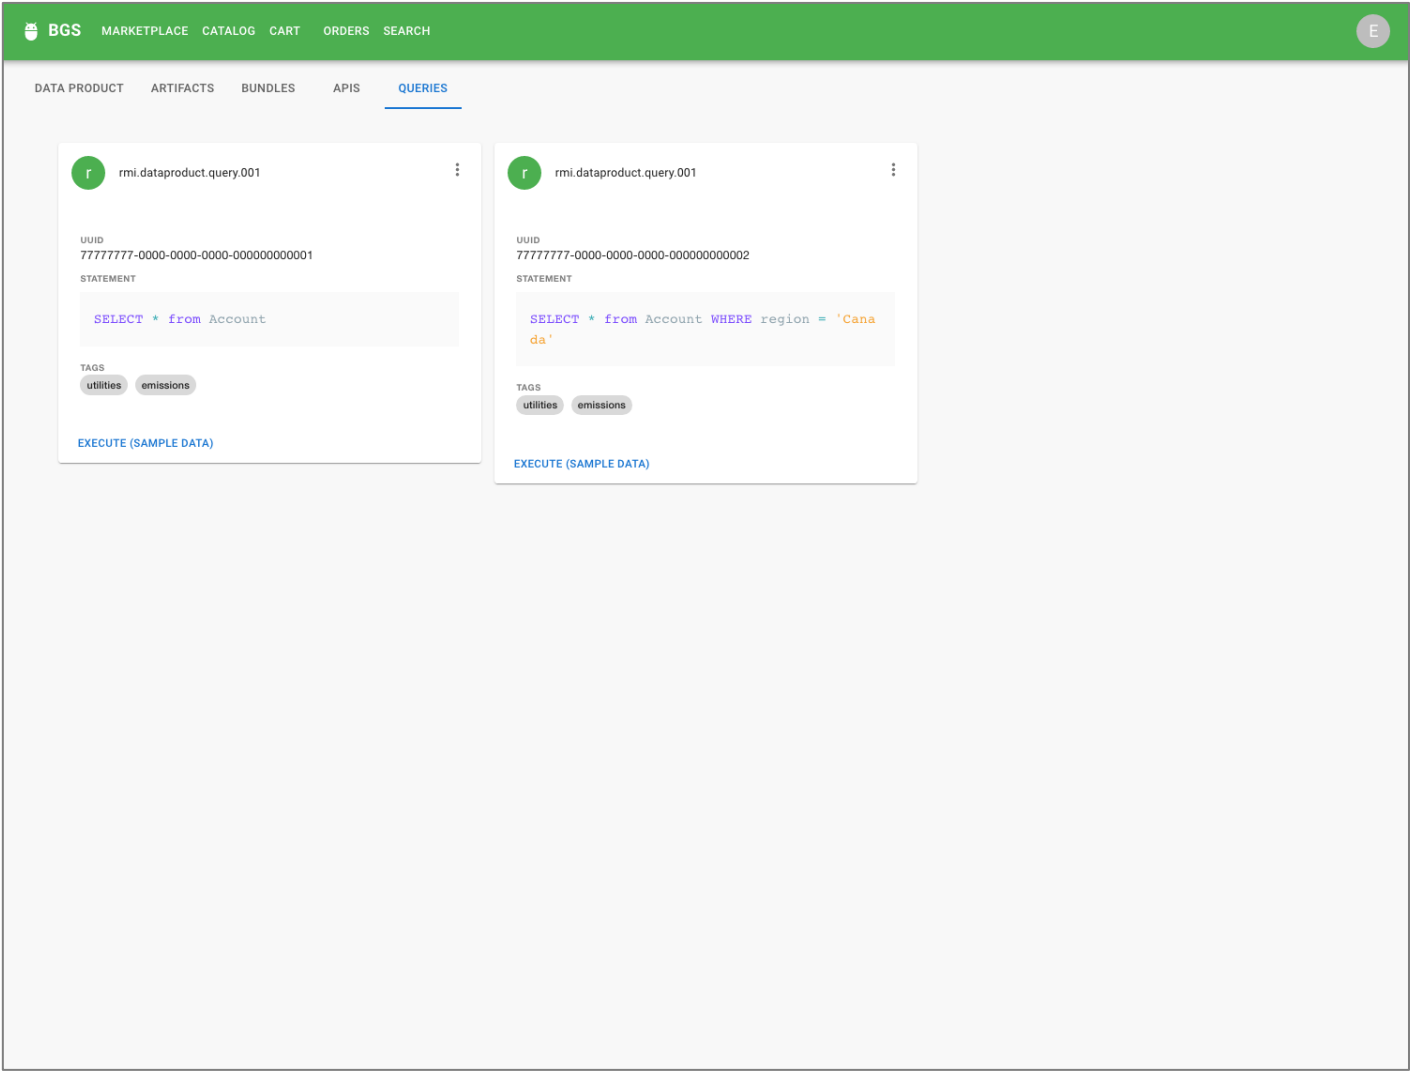 BGS MARKETPLACE CATALOG CART ORDERS SEARCH E
DATA PRODUCT ARTIFACTS BUNDLES APIS QUERIES
r rmi.dataproduct.query.001
UUID
77777777-0000-0000-0000-000000000001
STATEMENT
SELECT * from Account
TAGS
utilities emissions
EXECUTE (SAMPLE DATA)
r rmi.dataproduct.query.001
UUID
77777777-0000-0000-0000-000000000002
STATEMENT
SELECT * from Account WHERE region = 'Cana
da'
TAGS
utilities emissions
EXECUTE (SAMPLE DATA)